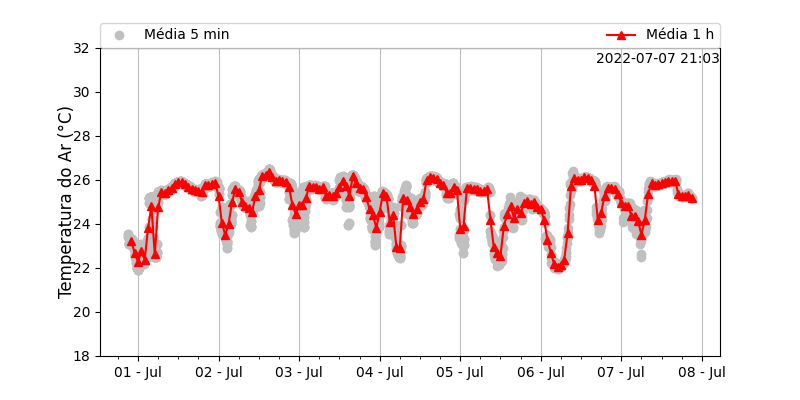 Média 5 min
Média 1 h
2022-07-07 21:03
Temperatura do Ar (°C)
32
30
28
26
24
22
20
18
01 - Jul
02 - Jul
03 - Jul
04 - Jul
05 - Jul
06 - Jul
07 - Jul
08 - Jul